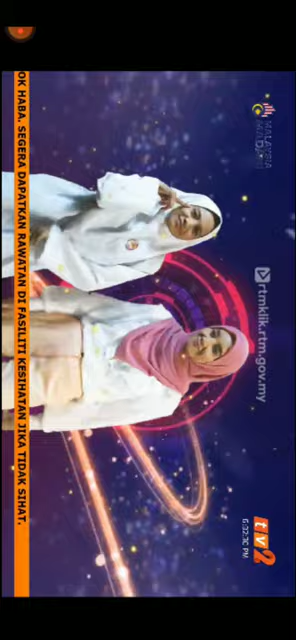 MALAYSIA
MADANI
rtmklik.rtm.gov.my
tv2
6:32:30 PM
OK HABA. SEGERA DAPATKAN RAWATAN DI FASILITI KESIHATAN JIKA TIDAK SIHAT.